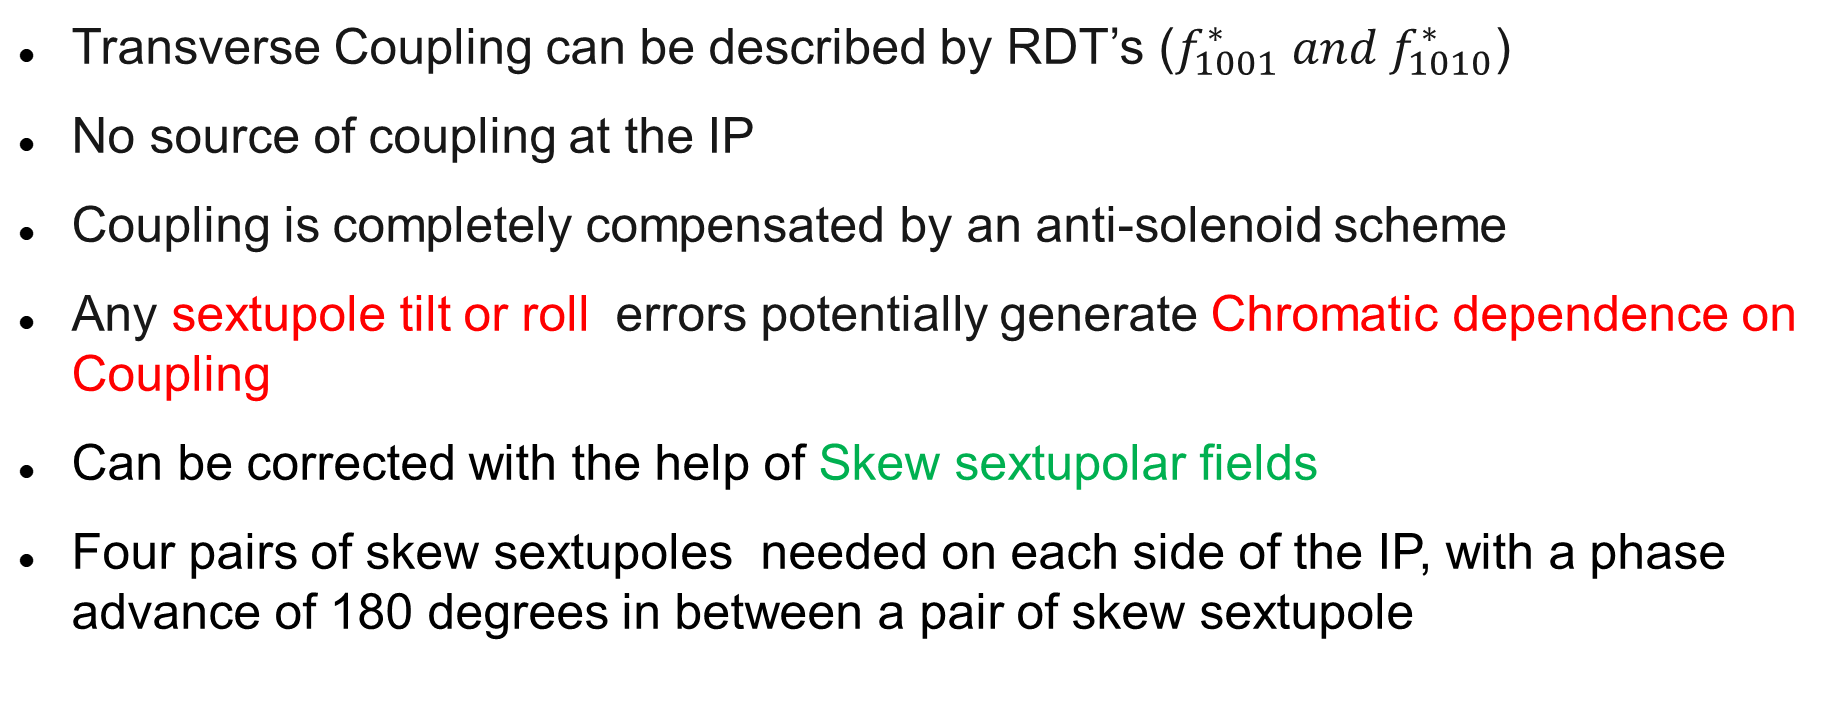 • Transverse Coupling can be described by RDT’s (𝑓*1001 𝑎𝑛𝑑 𝑓*1010)
• No source of coupling at the IP
• Coupling is completely compensated by an anti-solenoid scheme
• Any sextupole tilt or roll  errors potentially generate Chromatic dependence on
Coupling
• Can be corrected with the help of Skew sextupolar fields
• Four pairs of skew sextupoles  needed on each side of the IP, with a phase
advance of 180 degrees in between a pair of skew sextupole